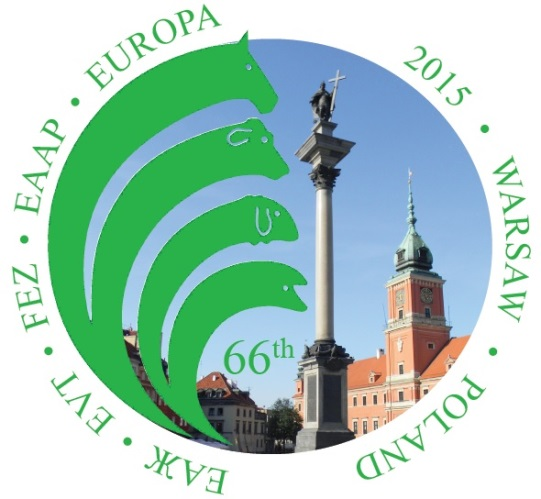 ЕАЖ • EVT • FEZ • EAAP • EUROPA
2015 • WARSAW • POLAND
66th